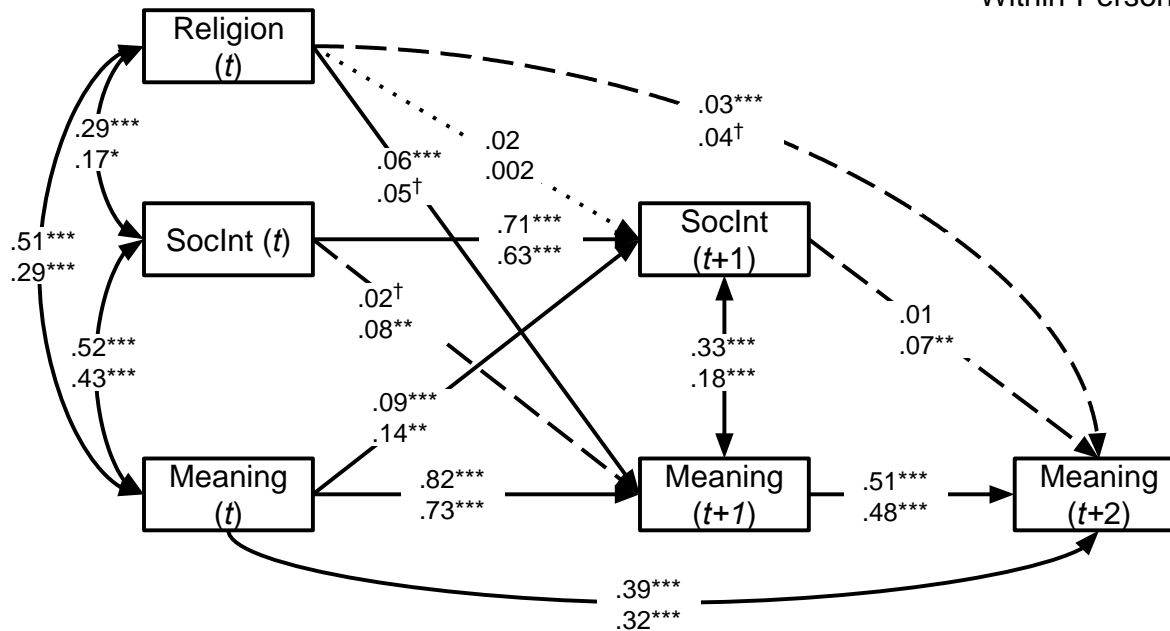 Within Person
Religion
(t)
.03***
.04†
.29***
.17*
.02
.002
.06***
.05†
SocInt (t)
.71***
.63***
SocInt
(t+1)
.51***
.29***
.02†
.08**
.01
.07**
.52***
.43***
.33***
.18***
.09***
.14**
Meaning
(t)
.82***
.73***
Meaning
(t+1)
.51***
.48***
Meaning
(t+2)
.39***
.32***